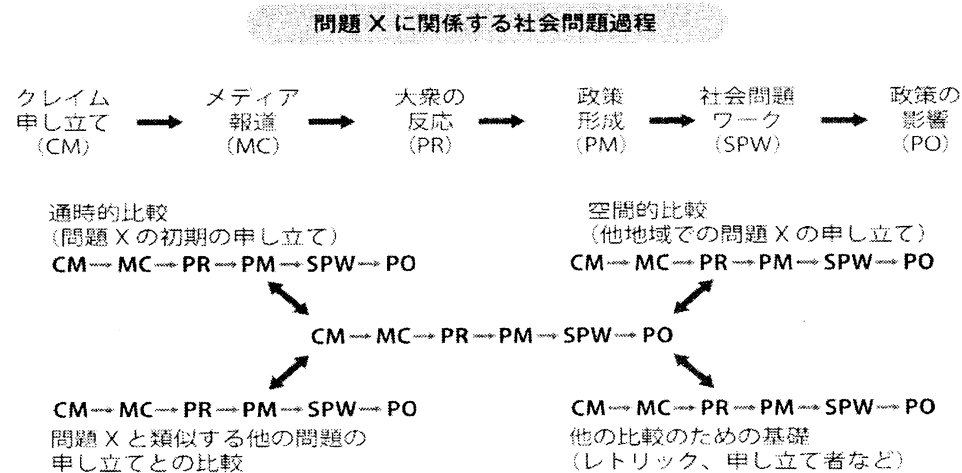 問題 X に関係する社会問題過程
クレイム
申し立て
(CM)
メディア
報道
(MC)
大衆の
反応
(PR)
政策
形成
(PM)
社会問題
ワーク
(SPW)
政策の
影響
(PO)
通時的比較
(問題 X の初期の申し立て)
CM→MC→PR→PM→SPW→PO
空間的比較
(他地域での問題 X の申し立て)
CM→MC→PR→PM→SPW→PO
CM→MC→PR→PM→SPW→PO
CM→MC→PR→PM→SPW→PO
問題 X と類似する他の問題の
申し立てとの比較
CM→MC→PR→PM→SPW→PO
他の比較のための基礎
(レトリック、申し立て者など)